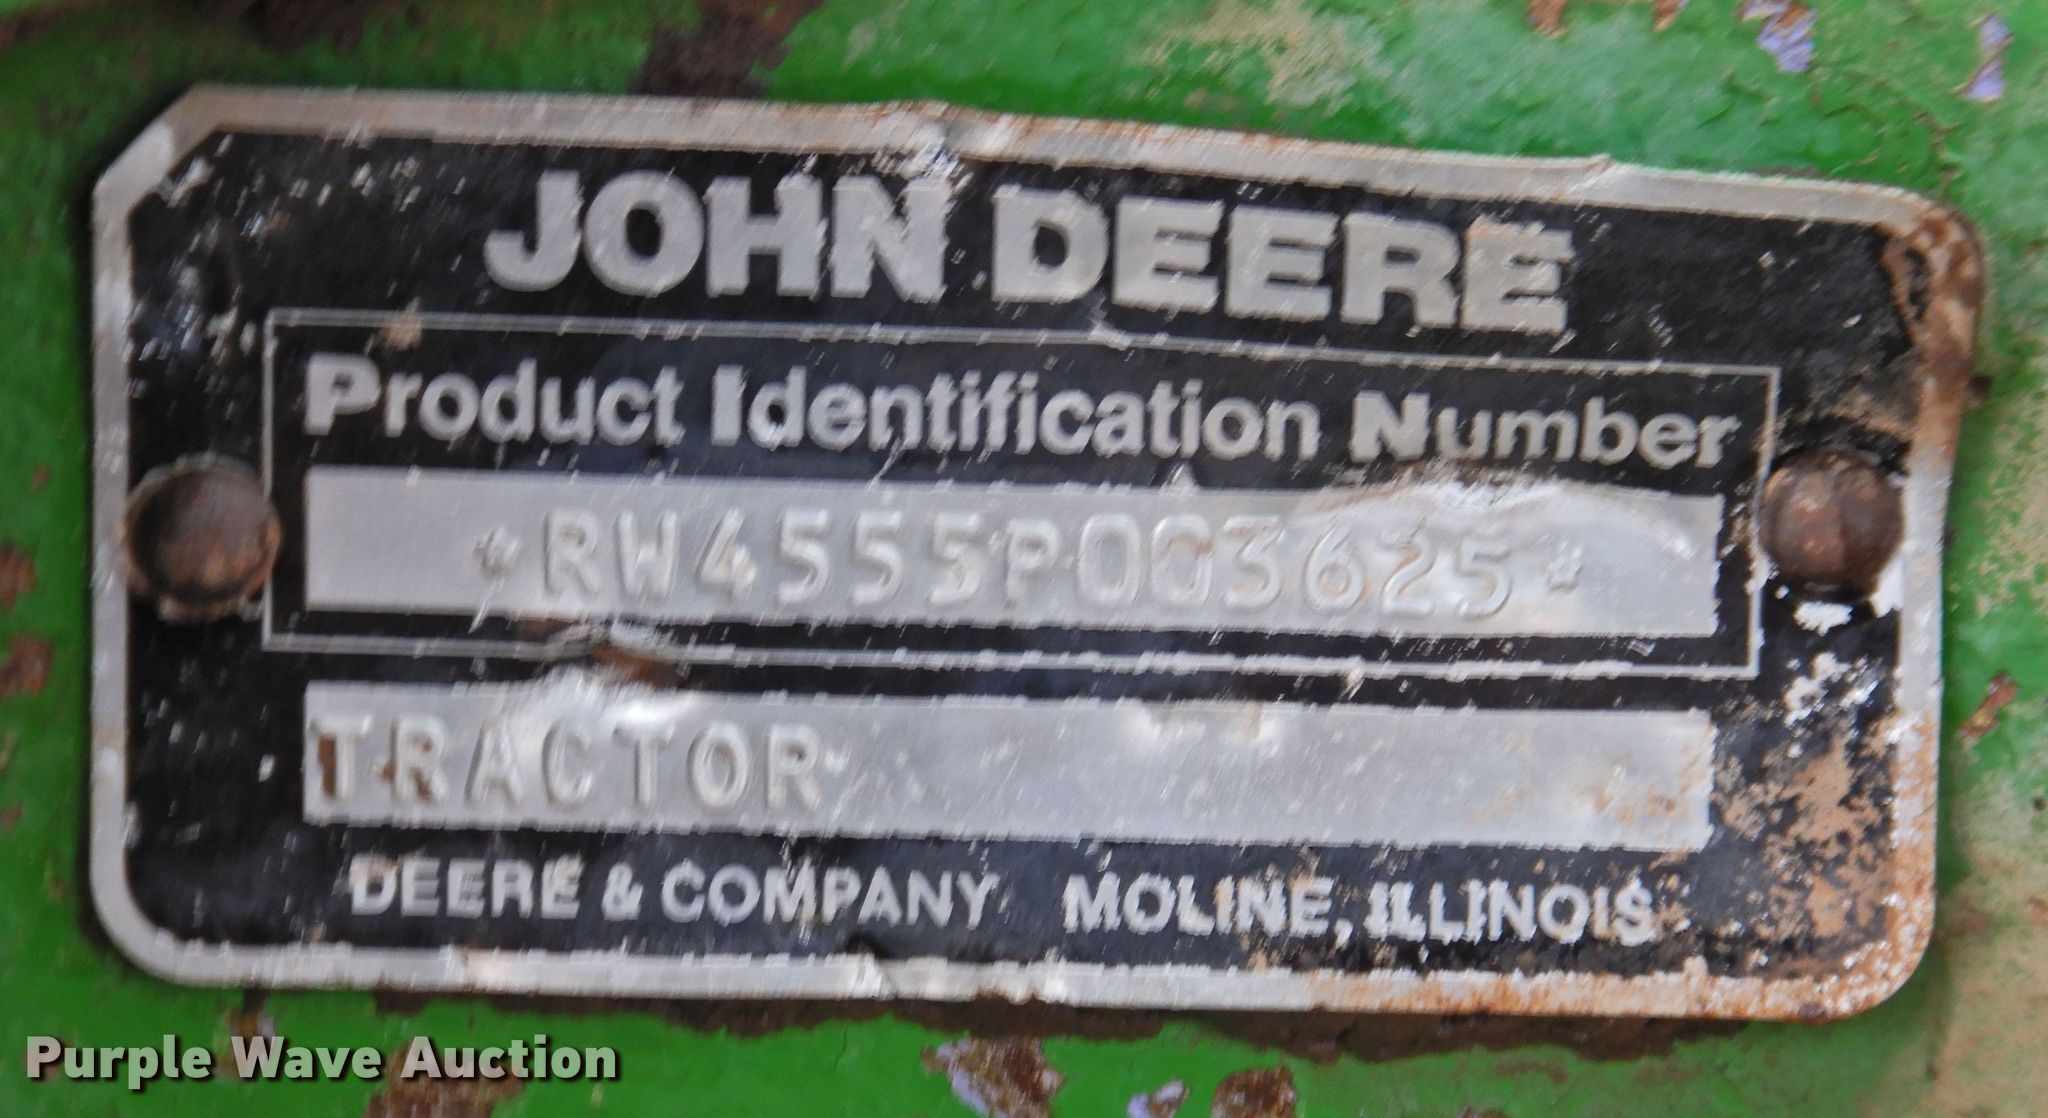 JOHN DEERE
Product Identification Number
*RW4555P003625*
TRACTOR
DEERE & COMPANY MOLINE, ILLINOIS
Purple Wave Auction